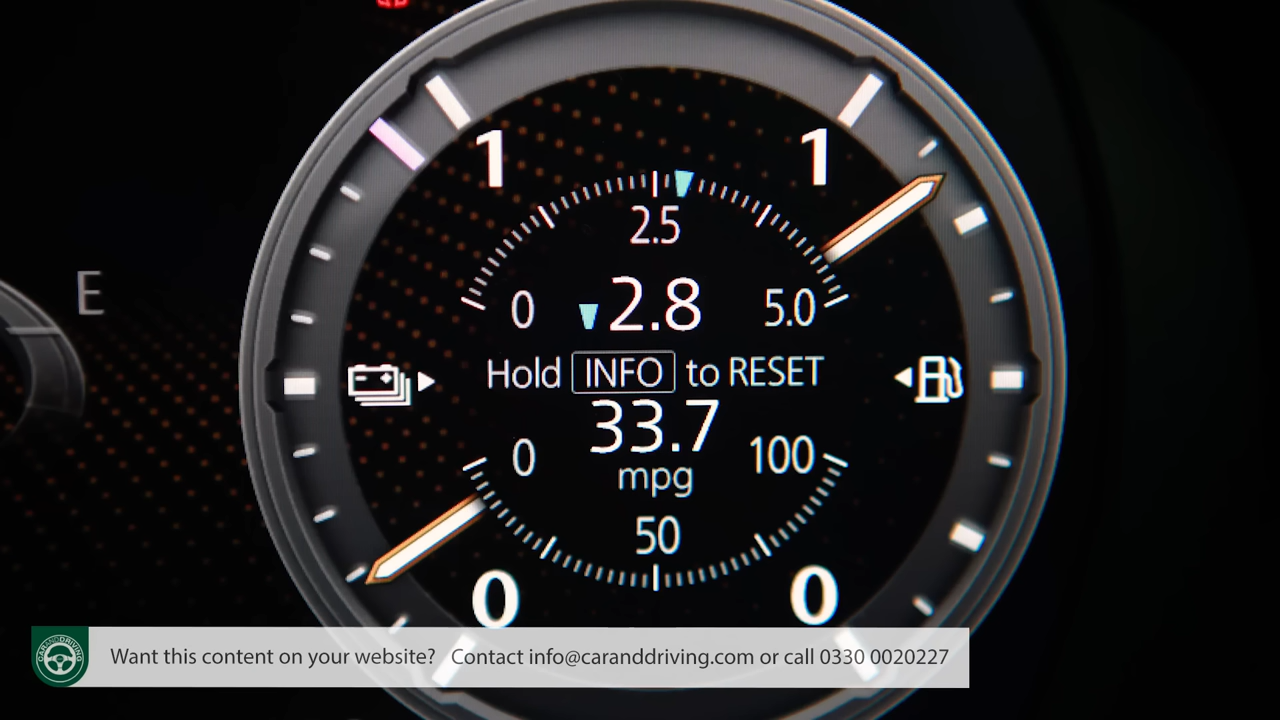 1 1
2.5
0 2.8 5.0
Hold INFO to RESET
33.7
0 100
mpg
50
0 0
E
CARANDDRIVING
Want this content on your website? Contact info@caranddriving.com or call 0330 0020227